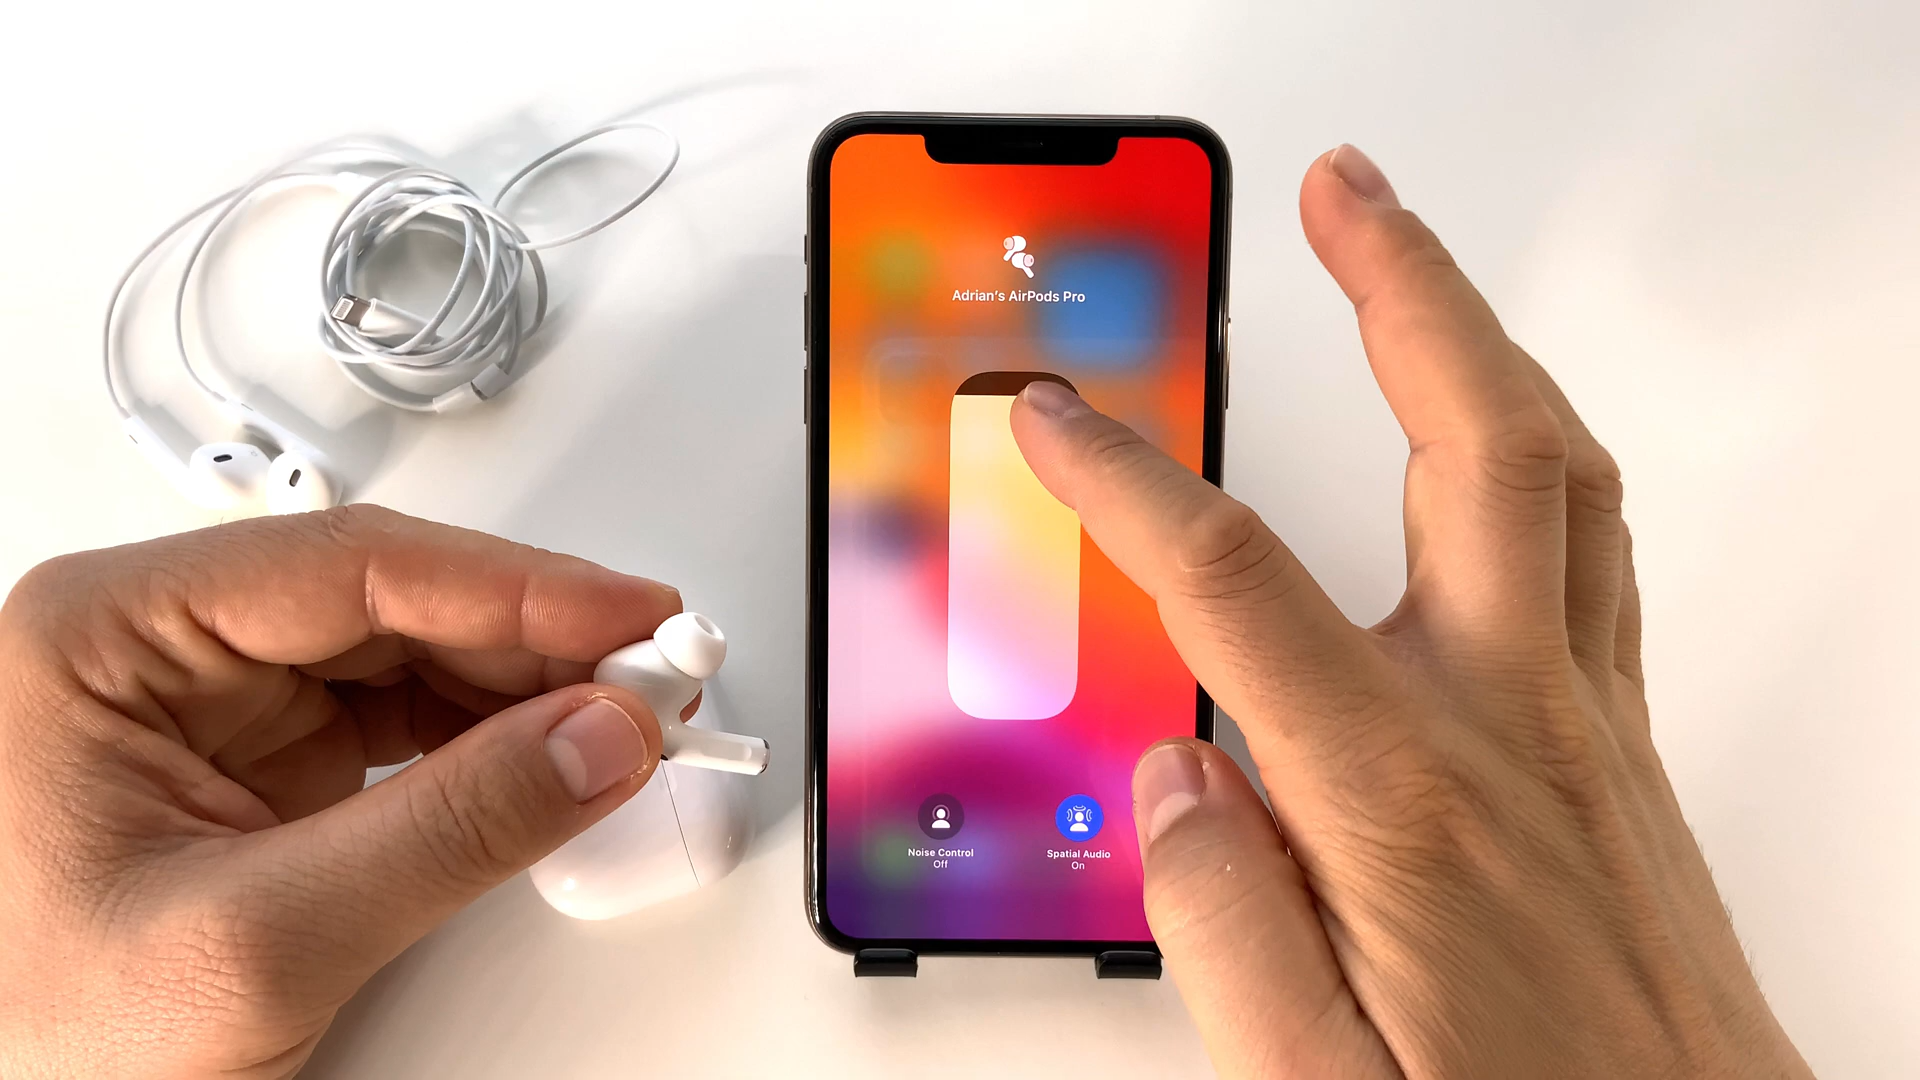 Adrian's AirPods Pro
Noise Control
Off
Spatial Audio
On